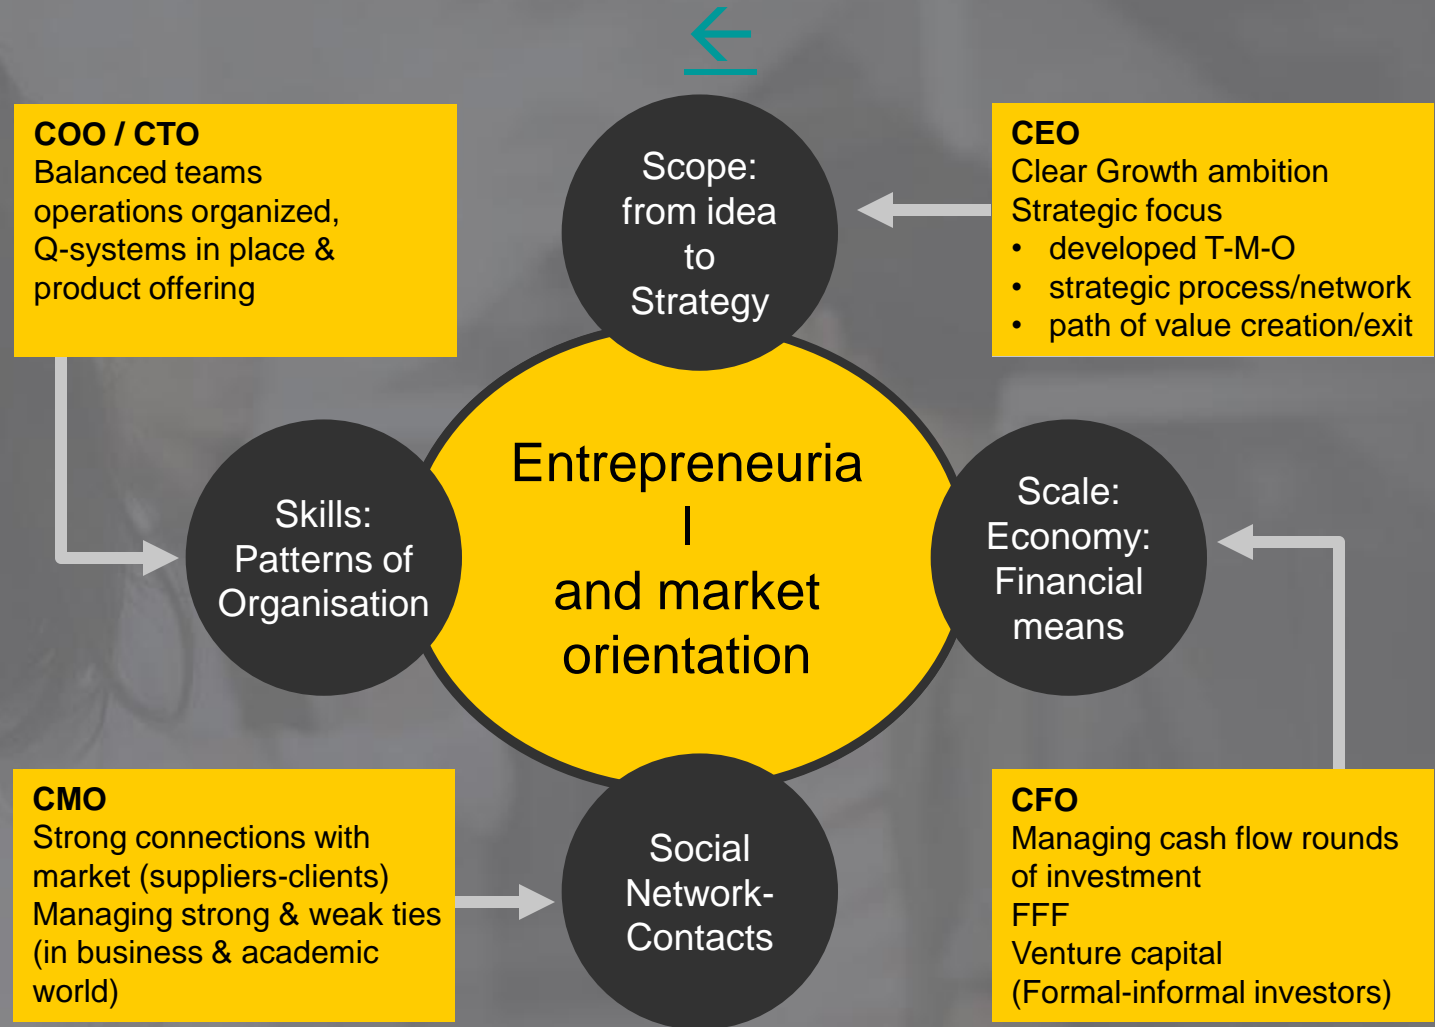 COO / CTO
Balanced teams
operations organized,
Q-systems in place &
product offering
Scope:
from idea
to
Strategy
CEO
Clear Growth ambition
Strategic focus
• developed T-M-O
• strategic process/network
• path of value creation/exit
Skills:
Patterns of
Organisation
Entrepreneuria
l
and market
orientation
Scale:
Economy:
Financial
means
CMO
Strong connections with
market (suppliers-clients)
Managing strong & weak ties
(in business & academic
world)
Social
Network-
Contacts
CFO
Managing cash flow rounds
of investment
FFF
Venture capital
(Formal-informal investors)